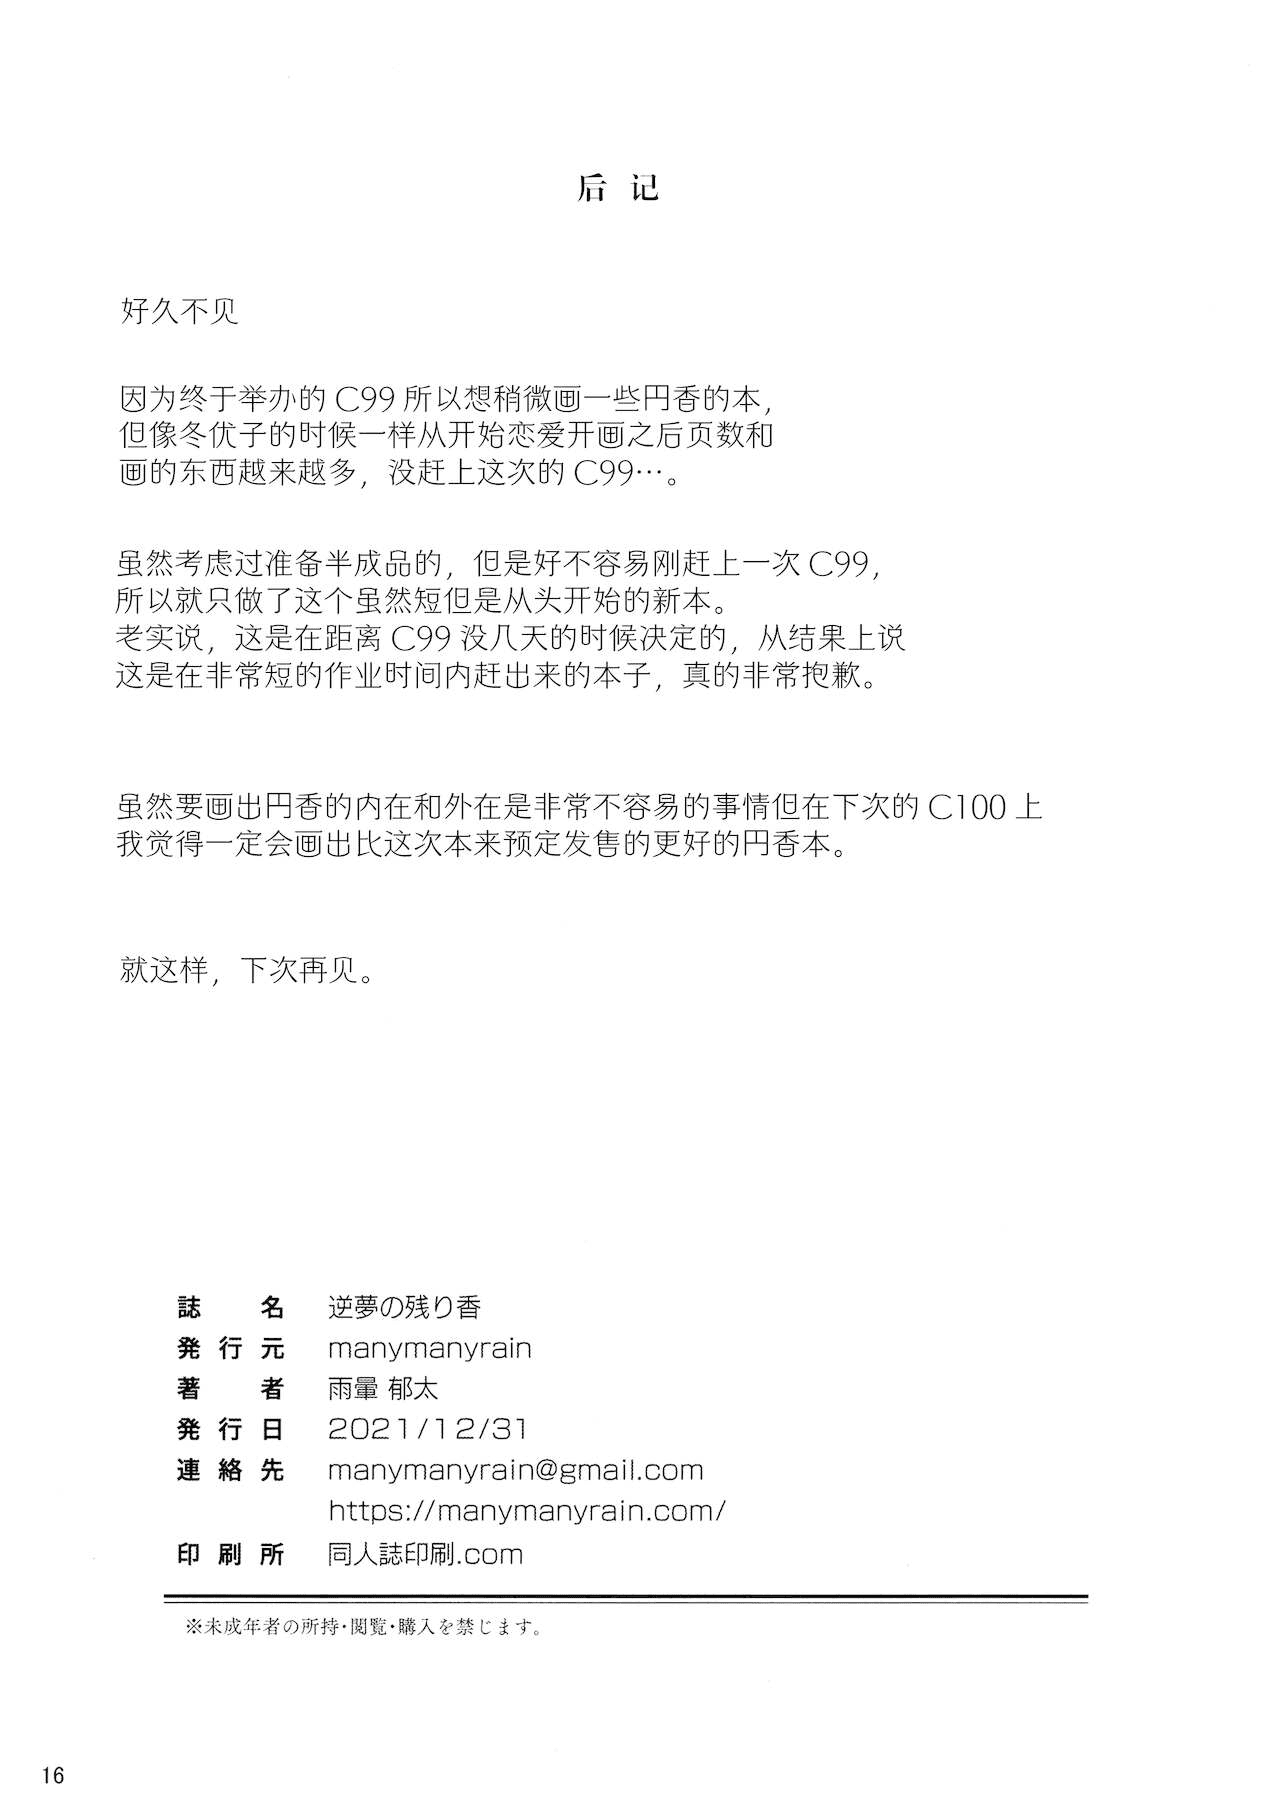 后 记
好久不见
因为终于举办的 C99 所以想稍微画一些円香的本，
但像冬优子的时候一样从开始恋爱开画之后页数和
画的东西越来越多，没赶上这次的 C99…。
虽然考虑过准备半成品的，但是好不容易刚赶上一次 C99，
所以就只做了这个虽然短但是从头开始的新本。
老实说，这是在距离 C99 没几天的时候决定的，从结果上说
这是在非常短的作业时间内赶出来的本子，真的非常抱歉。
虽然要画出円香的内在和外在是非常不容易的事情但在下次的 C100 上
我觉得一定会画出比这次本来预定发售的更好的円香本。
就这样，下次再见。
誌 名 逆夢の残り香
発 行 元 manymanyrain
著 者 雨暈 郁太
発 行 日 2021/12/31
連 絡 先 manymanyrain@gmail.com
https://manymanyrain.com/
印 刷 所 同人誌印刷.com
※未成年者の所持・閲覧・購入を禁じます。
16